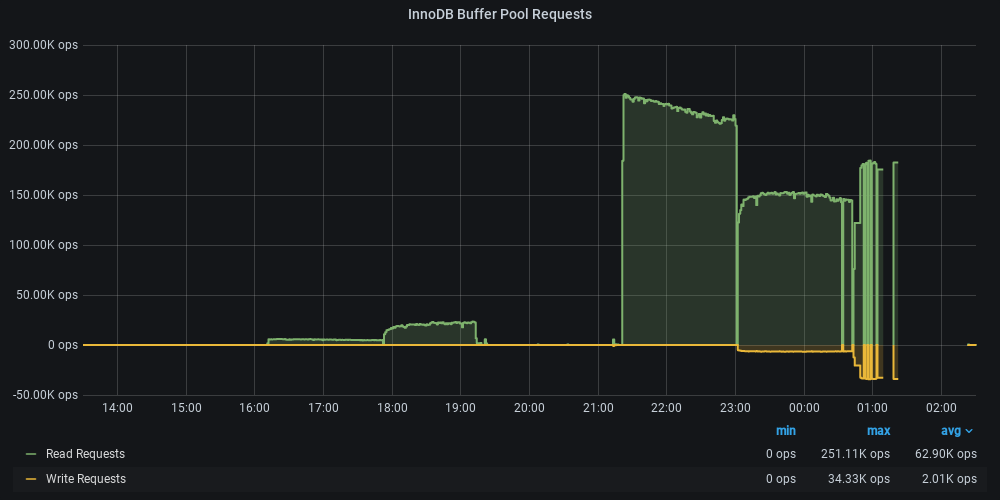 InnoDB Buffer Pool Requests
300.00K ops
250.00K ops
200.00K ops
150.00K ops
100.00K ops
50.00K ops
0 ops
-50.00K ops
14:00 15:00 16:00 17:00 18:00 19:00 20:00 21:00 22:00 23:00 00:00 01:00 02:00
min max avg
Read Requests 0 ops 251.11K ops 62.90K ops
Write Requests 0 ops 34.33K ops 2.01K ops